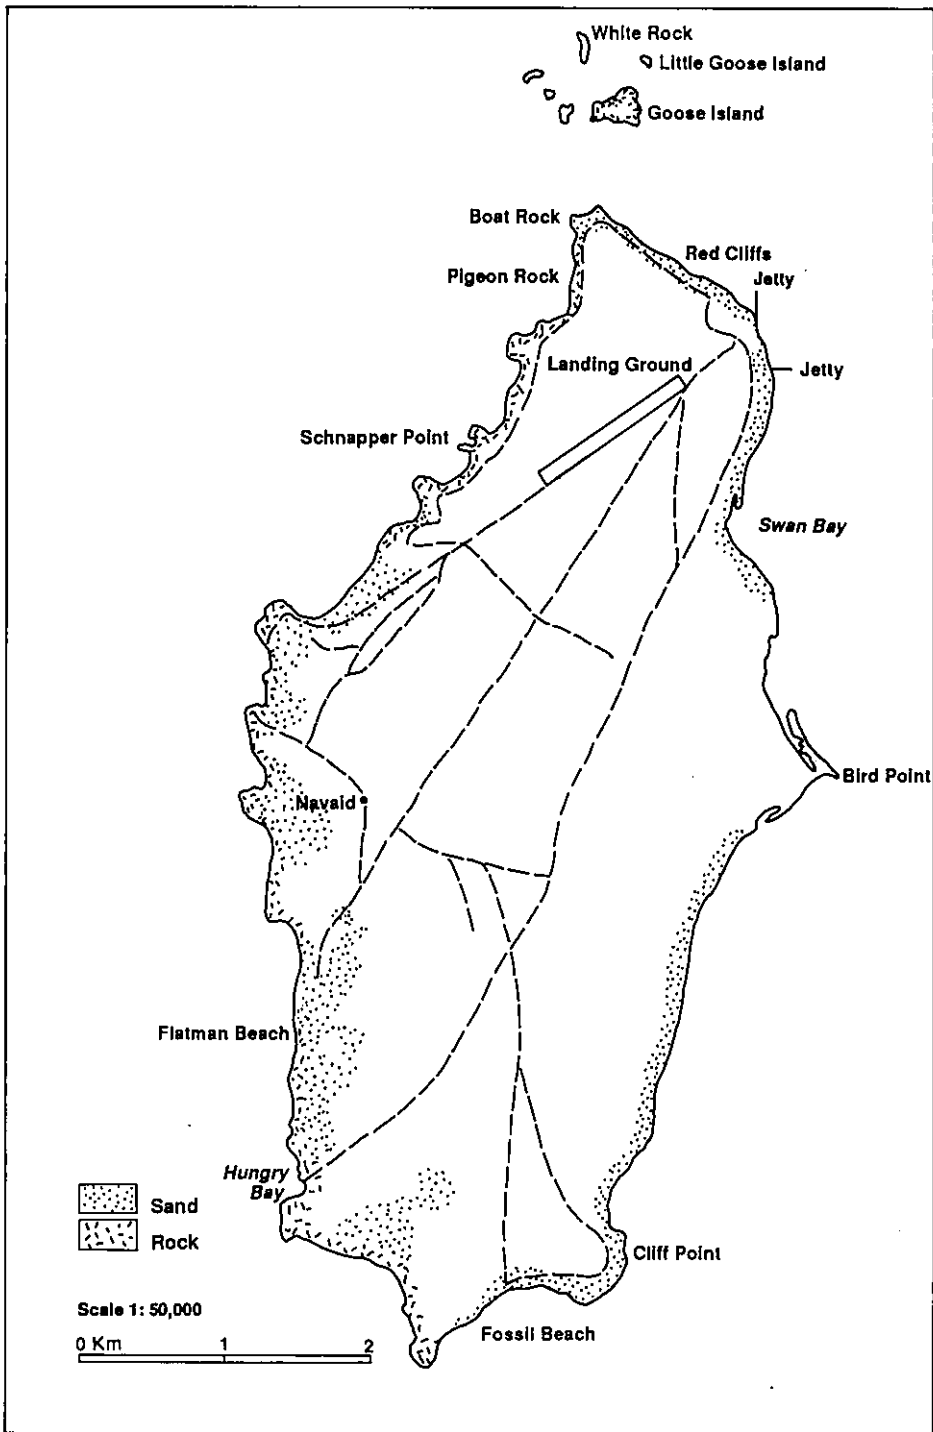 White Rock
Little Goose Island
Goose Island
Boat Rock
Red Cliffs
Pigeon Rock
Jetty
Landing Ground
Jetty
Schnapper Point
Swan Bay
Bird Point
Navaid
Flatman Beach
Hungry
Bay
Sand
Rock
Cliff Point
Scale 1: 50,000
Fossil Beach
0 Km 1 2